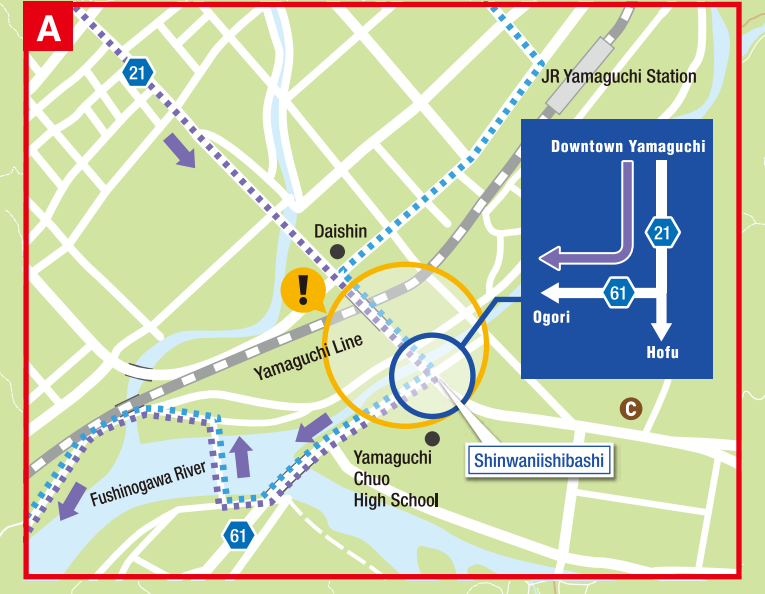 A
21
JR Yamaguchi Station
Downtown Yamaguchi
21
61
Ogori
Hofu
Daishin
!
Yamaguchi Line
C
Yamaguchi
Chuo
High School
Shinwaniishibashi
Fushinogawa River
61